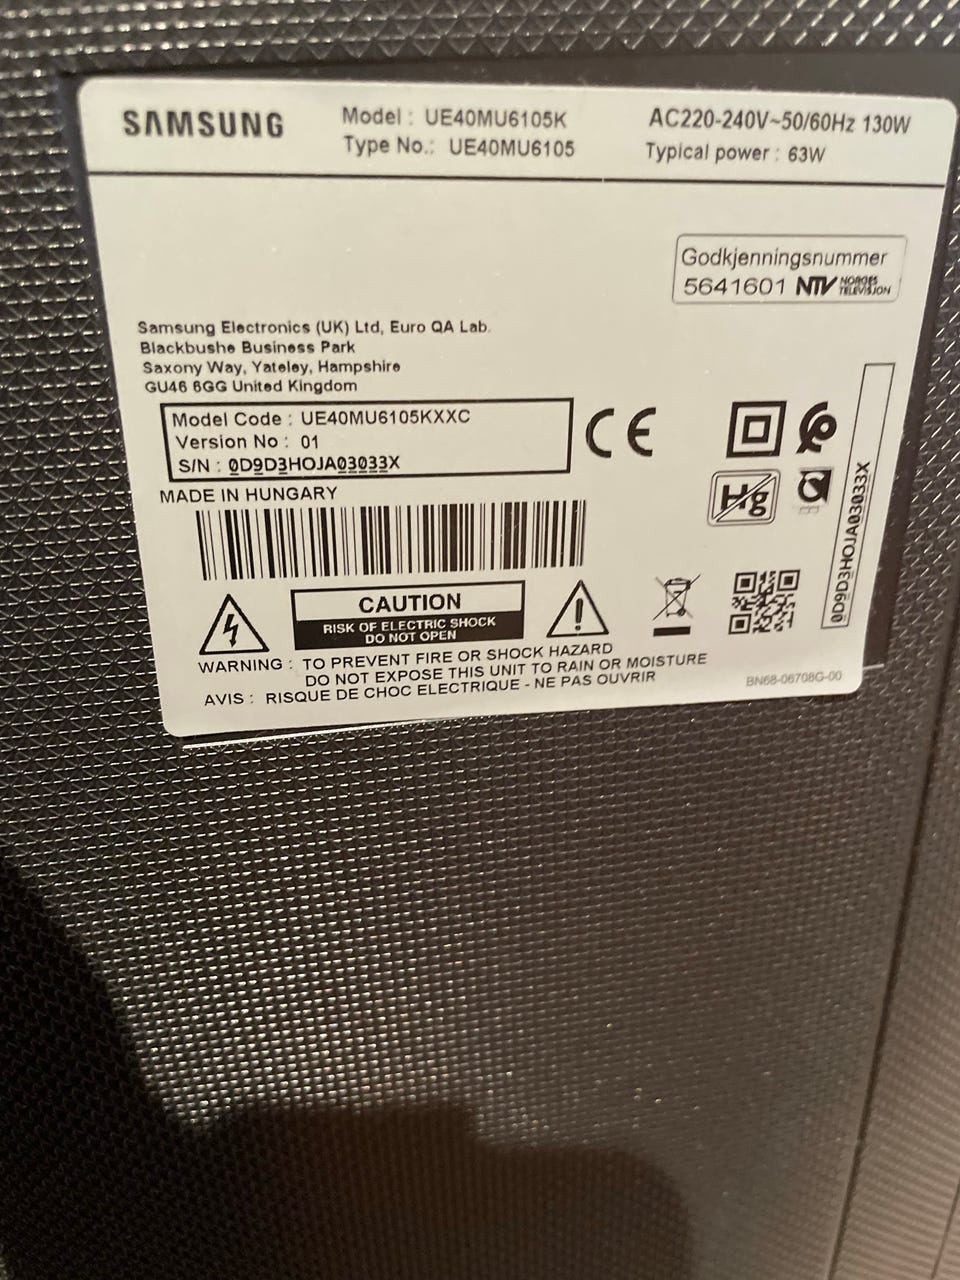 SAMSUNG
Model : UE40MU6105K
Type No.: UE40MU6105
AC220-240V~50/60Hz 130W
Typical power : 63W
Godkjenningsnummer
5641601 NTV NORGES TELEVISJON
Samsung Electronics (UK) Ltd, Euro QA Lab.
Blackbushe Business Park
Saxony Way, Yateley, Hampshire
GU46 6GG United Kingdom
Model Code : UE40MU6105KXXC
Version No : 01
S/N : 0D9D3HOJA03033X
CE
MADE IN HUNGARY
Hg
0D9D3HOJA03033X
CAUTION
RISK OF ELECTRIC SHOCK
DO NOT OPEN
WARNING : TO PREVENT FIRE OR SHOCK HAZARD
DO NOT EXPOSE THIS UNIT TO RAIN OR MOISTURE
AVIS : RISQUE DE CHOC ELECTRIQUE - NE PAS OUVRIR
BN68-06708G-00